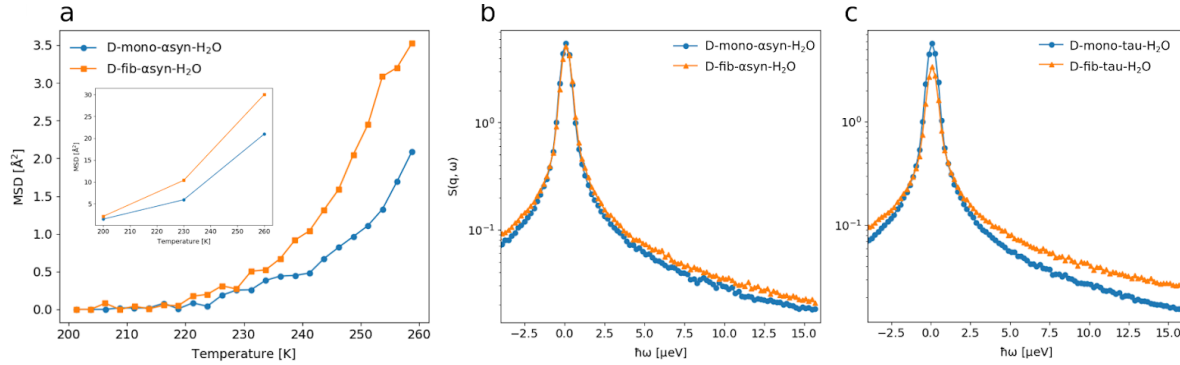 a
MSD [Å²]
3.5
3.0
2.5
2.0
1.5
1.0
0.5
0.0
D-mono-αsyn-H₂O
D-fib-αsyn-H₂O
MSD [Å²]
30
25
20
15
10
5
200 210 220 230 240 250 260
Temperature [K]
200 210 220 230 240 250 260
Temperature [K]
b
S(q, ω)
10⁰
10⁻¹
D-mono-αsyn-H₂O
D-fib-αsyn-H₂O
−2.5 0.0 2.5 5.0 7.5 10.0 12.5 15.0
ħω [μeV]
c
10⁰
10⁻¹
D-mono-tau-H₂O
D-fib-tau-H₂O
−2.5 0.0 2.5 5.0 7.5 10.0 12.5 15.0
ħω [μeV]